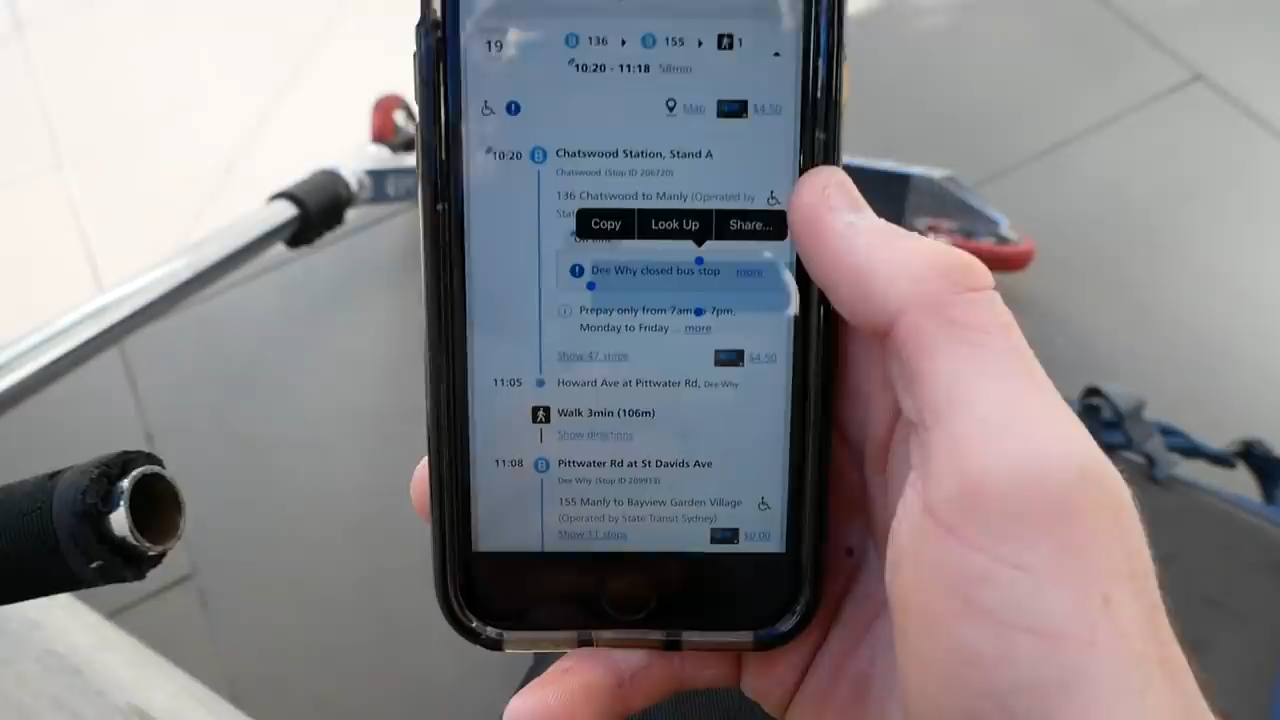 19 B 136 B 155 1
10:20 - 11:18 58min
Map $4.50
10:20 B Chatswood Station, Stand A
Chatswood (Stop ID 206720)
136 Chatswood to Manly (Operated by
Stat
Copy Look Up Share...
On time
Dee Why closed bus stop more
Prepay only from 7am 7pm,
Monday to Friday ... more
Show 47 stops $4.50
11:05 Howard Ave at Pittwater Rd, Dee Why
Walk 3min (106m)
Show directions
11:08 B Pittwater Rd at St Davids Ave
Dee Why (Stop ID 209913)
155 Manly to Bayview Garden Village
(Operated by State Transit Sydney)
Show 11 stops $0.00